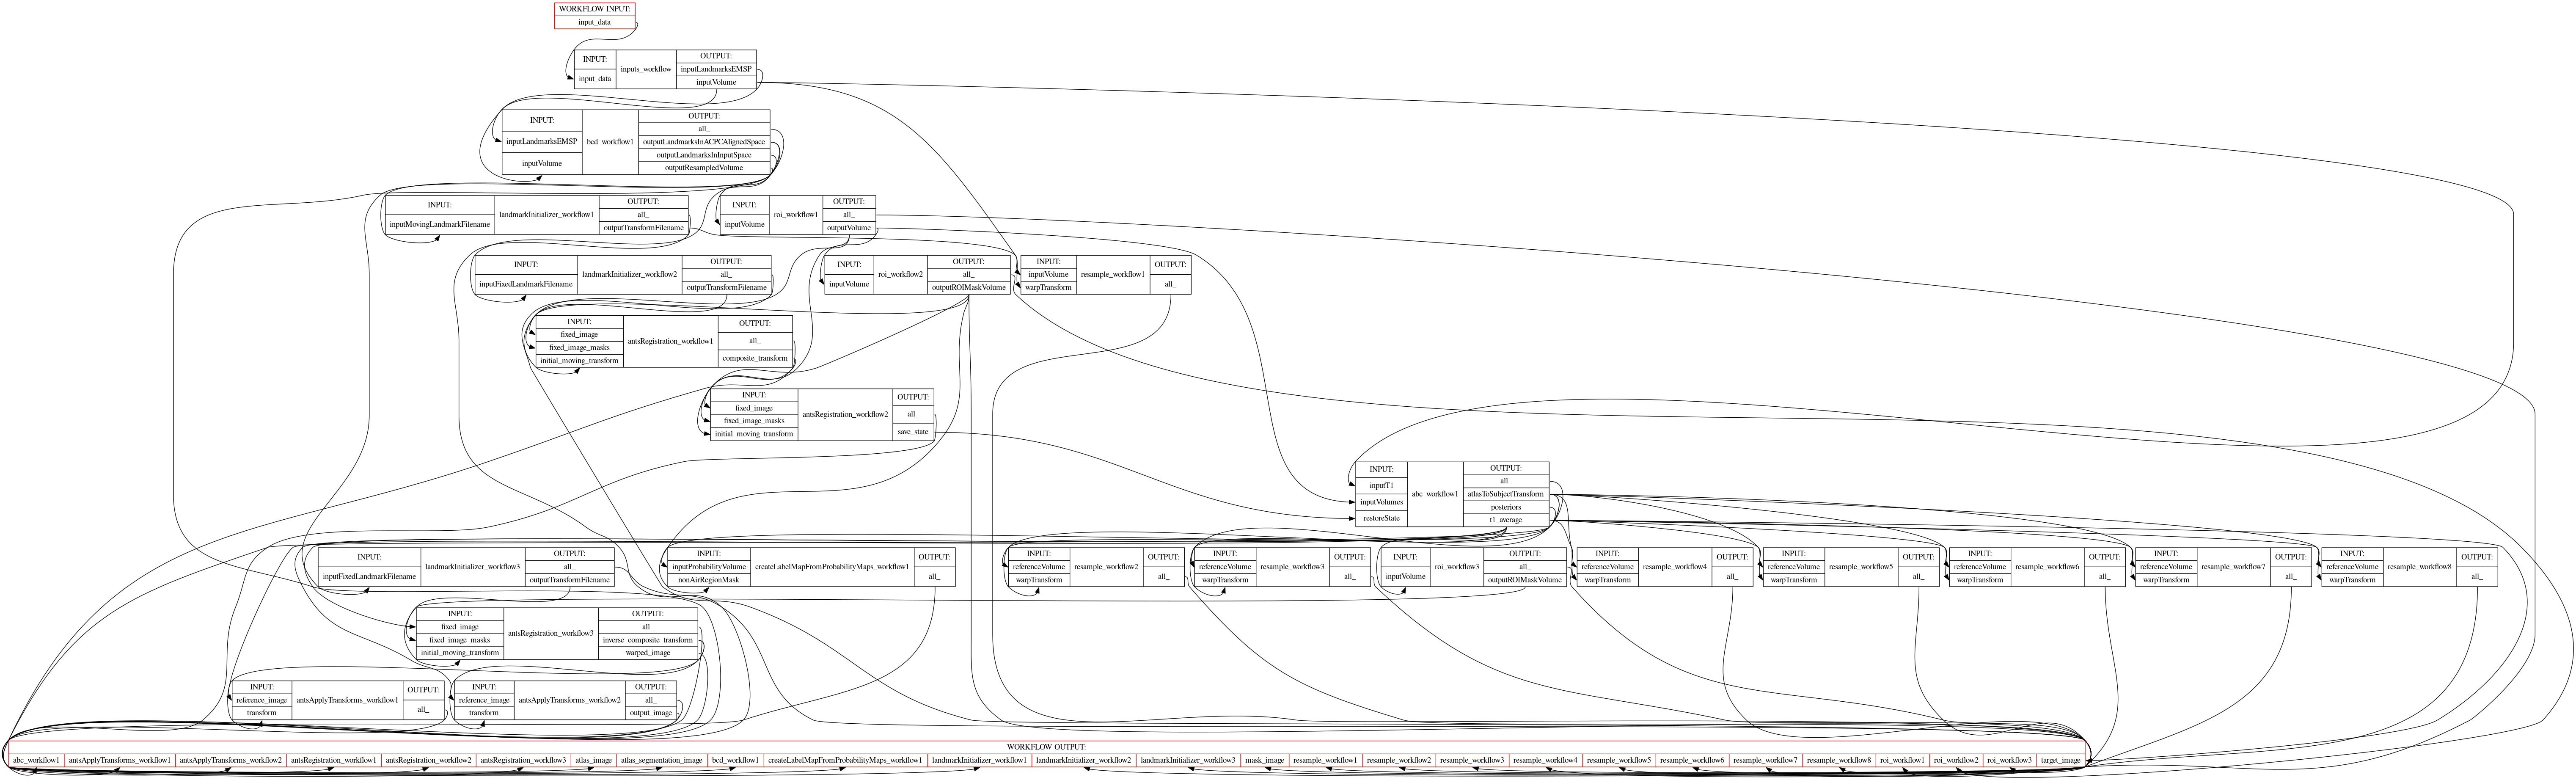 WORKFLOW INPUT:
input_data
INPUT:
input_data
inputs_workflow
OUTPUT:
inputLandmarksEMSP
inputVolume
INPUT:
inputLandmarksEMSP
inputVolume
bcd_workflow1
OUTPUT:
all_
outputLandmarksInACPCAlignedSpace
outputLandmarksInInputSpace
outputResampledVolume
INPUT:
inputMovingLandmarkFilename
landmarkInitializer_workflow1
OUTPUT:
all_
outputTransformFilename
INPUT:
inputVolume
roi_workflow1
OUTPUT:
all_
outputVolume
INPUT:
inputFixedLandmarkFilename
landmarkInitializer_workflow2
OUTPUT:
all_
outputTransformFilename
INPUT:
inputVolume
roi_workflow2
OUTPUT:
all_
outputROIMaskVolume
INPUT:
inputVolume
warpTransform
resample_workflow1
OUTPUT:
all_
INPUT:
fixed_image
fixed_image_masks
initial_moving_transform
antsRegistration_workflow1
OUTPUT:
all_
composite_transform
INPUT:
fixed_image
fixed_image_masks
initial_moving_transform
antsRegistration_workflow2
OUTPUT:
all_
save_state
INPUT:
inputT1
inputVolumes
restoreState
abc_workflow1
OUTPUT:
all_
atlasToSubjectTransform
posteriors
t1_average
INPUT:
inputFixedLandmarkFilename
landmarkInitializer_workflow3
OUTPUT:
all_
outputTransformFilename
INPUT:
inputProbabilityVolume
nonAirRegionMask
createLabelMapFromProbabilityMaps_workflow1
OUTPUT:
all_
INPUT:
referenceVolume
warpTransform
resample_workflow2
OUTPUT:
all_
INPUT:
referenceVolume
warpTransform
resample_workflow3
OUTPUT:
all_
INPUT:
inputVolume
roi_workflow3
OUTPUT:
all_
outputROIMaskVolume
INPUT:
referenceVolume
warpTransform
resample_workflow4
OUTPUT:
all_
INPUT:
referenceVolume
warpTransform
resample_workflow5
OUTPUT:
all_
INPUT:
referenceVolume
warpTransform
resample_workflow6
OUTPUT:
all_
INPUT:
referenceVolume
warpTransform
resample_workflow7
OUTPUT:
all_
INPUT:
referenceVolume
warpTransform
resample_workflow8
OUTPUT:
all_
INPUT:
fixed_image
fixed_image_masks
initial_moving_transform
antsRegistration_workflow3
OUTPUT:
all_
inverse_composite_transform
warped_image
INPUT:
reference_image
transform
antsApplyTransforms_workflow1
OUTPUT:
all_
INPUT:
reference_image
transform
antsApplyTransforms_workflow2
OUTPUT:
all_
output_image
WORKFLOW OUTPUT:
abc_workflow1 antsApplyTransforms_workflow1 antsApplyTransforms_workflow2 antsRegistration_workflow1 antsRegistration_workflow2 antsRegistration_workflow3 atlas_image atlas_segmentation_image bcd_workflow1 createLabelMapFromProbabilityMaps_workflow1 landmarkInitializer_workflow1 landmarkInitializer_workflow2 landmarkInitializer_workflow3 mask_image resample_workflow1 resample_workflow2 resample_workflow3 resample_workflow4 resample_workflow5 resample_workflow6 resample_workflow7 resample_workflow8 roi_workflow1 roi_workflow2 roi_workflow3 target_image